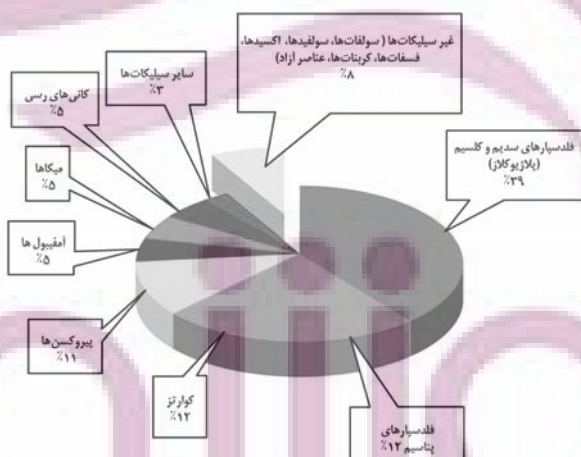 غیر سیلیکات‌ها ( سولفات‌ها، سولفیدها، اکسیدها،
فسفات‌ها، کربنات‌ها، عناصر آزاد)
٪۸
سایر سیلیکات‌ها
٪۳
کانی‌های رسی
٪۵
میکاها
٪۵
آمفیبول ها
٪۵
پیروکسن‌ها
٪۱۱
کوارتز
٪۱۲
فلدسپارهای
پتاسیم ٪۱۲
فلدسپارهای سدیم و کلسیم
(پلاژیوکلاز)
٪۳۹